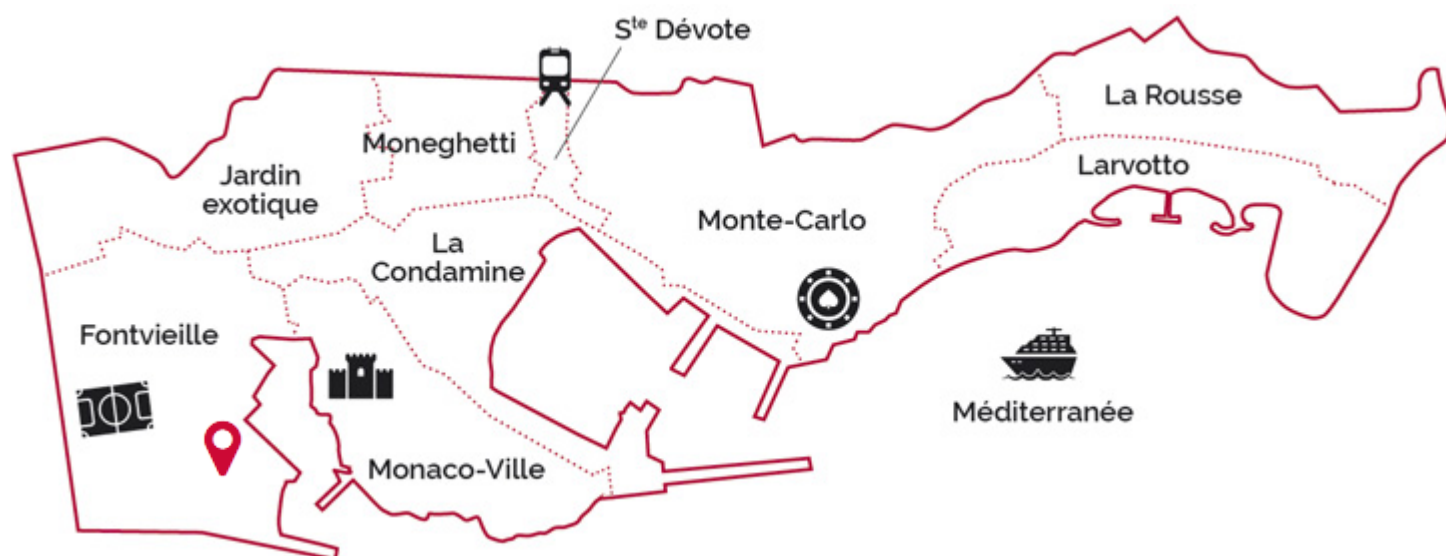 Sᵗᵉ Dévote
La Rousse
Moneghetti
Larvotto
Jardin
exotique
Monte-Carlo
La
Condamine
Fontvieille
Méditerranée
Monaco-Ville